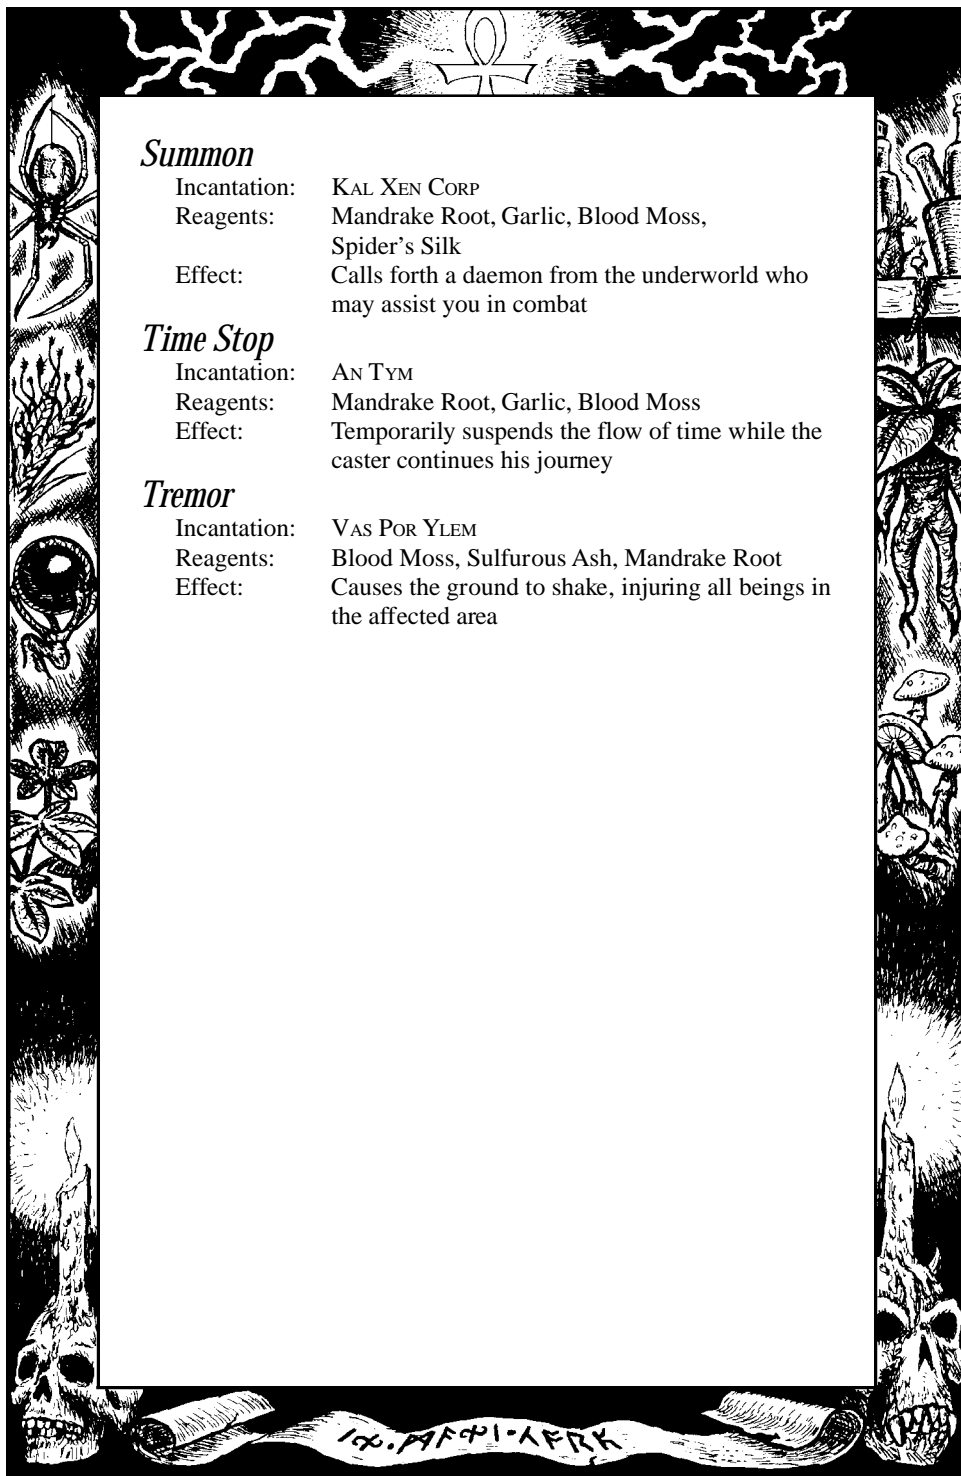 Summon
Incantation: KAL XEN CORP
Reagents: Mandrake Root, Garlic, Blood Moss,
Spider's Silk
Effect: Calls forth a daemon from the underworld who
may assist you in combat
Time Stop
Incantation: AN TYM
Reagents: Mandrake Root, Garlic, Blood Moss
Effect: Temporarily suspends the flow of time while the
caster continues his journey
Tremor
Incantation: VAS POR YLEM
Reagents: Blood Moss, Sulfurous Ash, Mandrake Root
Effect: Causes the ground to shake, injuring all beings in
the affected area